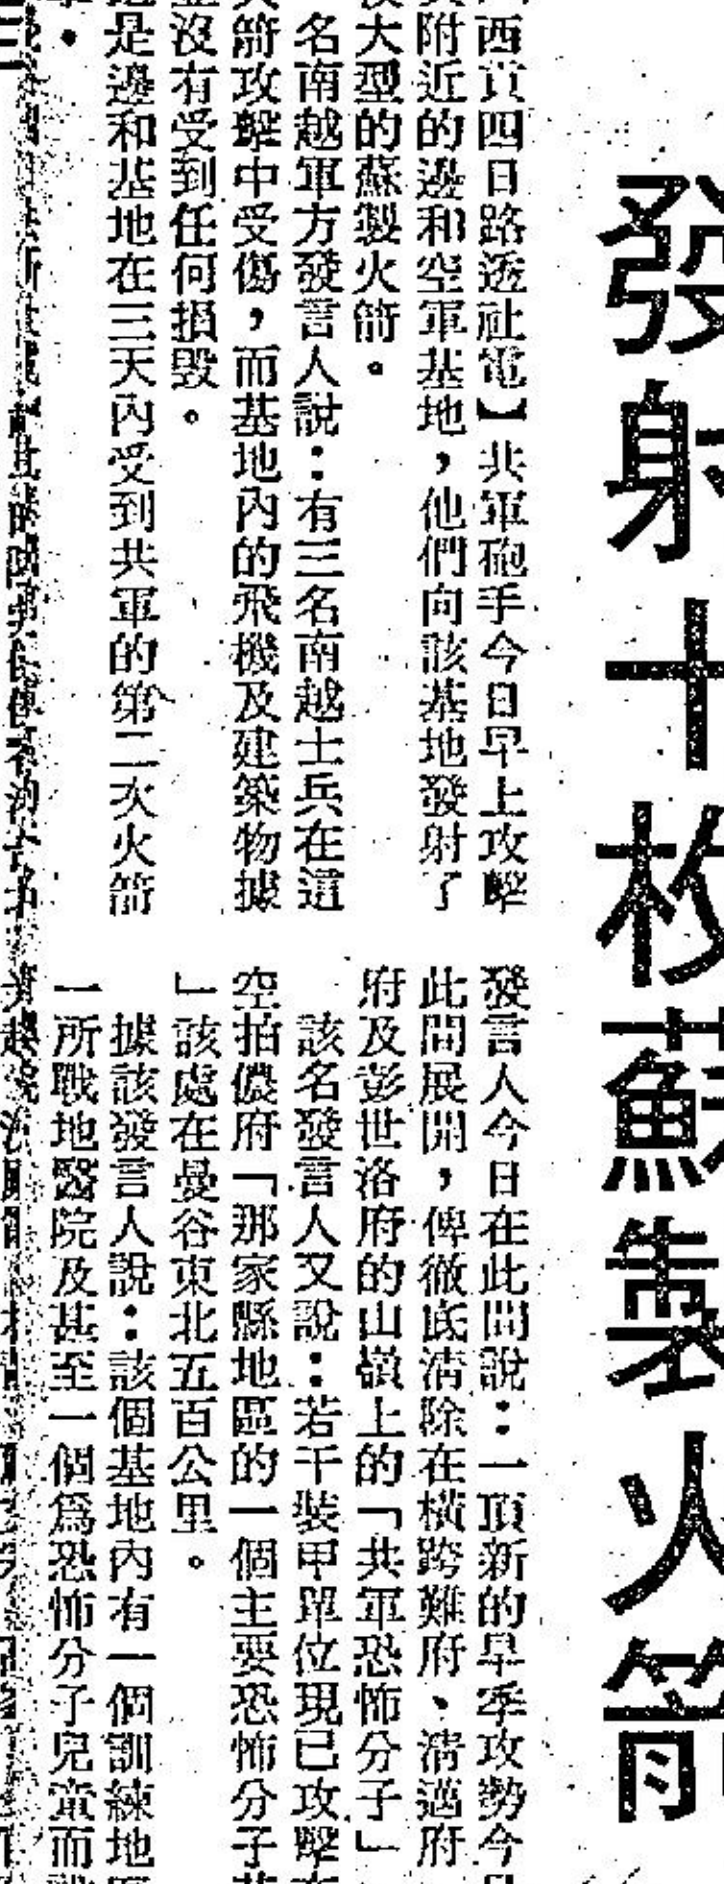 發射十枚蘇製火箭
西貢四日路透社電】共軍砲手今日早上攻擊
附近的邊和空軍基地，他們向該基地發射了
大型的蘇製火箭。
名南越軍方發言人說：有三名南越士兵在這
箭攻擊中受傷，而基地內的飛機及建築物據
沒有受到任何損毀。
是邊和基地在三天內受到共軍的第二次火箭
發言人今日在此間說：一項新的旱季攻勢今
此間展開，俾徹底清除在橫跨難府、清邁府
府及彭世洛府的山嶺上的「共軍恐怖分子」
該名發言人又說：若干裝甲單位現已攻擊
空拍儂府「那家縣地區的一個主要恐怖分子
」該處在曼谷東北五百公里。
據該發言人說：該個基地內有一個訓練地
一所戰地醫院及甚至一個爲恐怖分子兒童而